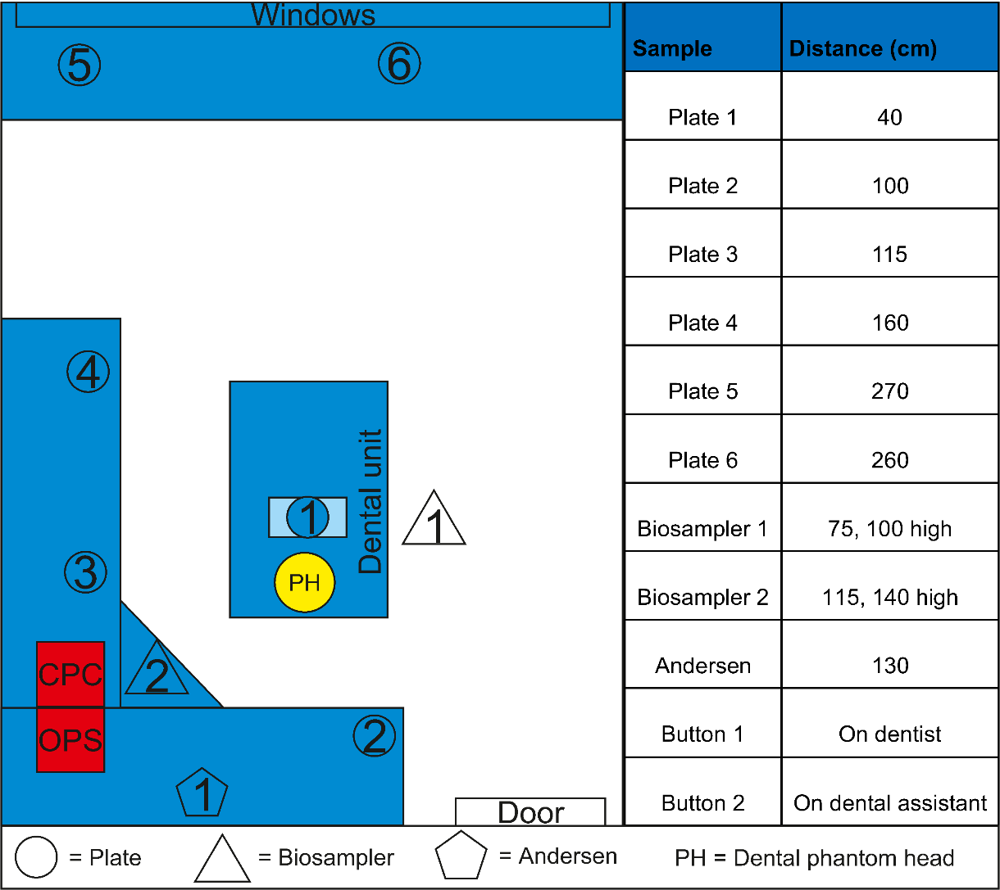 Windows
5
6
4
Dental unit
1
1
3
PH
CPC
2
OPS
2
1
Door
Sample Distance (cm)
Plate 1 40
Plate 2 100
Plate 3 115
Plate 4 160
Plate 5 270
Plate 6 260
Biosampler 1 75, 100 high
Biosampler 2 115, 140 high
Andersen 130
Button 1 On dentist
Button 2 On dental assistant
= Plate = Biosampler = Andersen PH = Dental phantom head